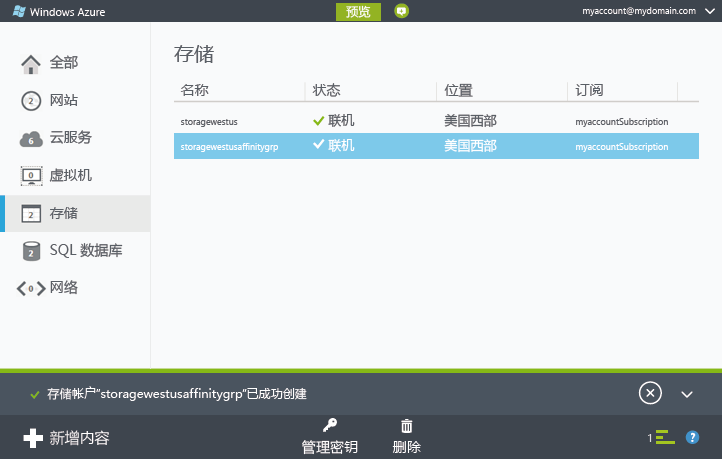 Windows Azure
预览
myaccount@mydomain.com
全部
2 网站
6 云服务
0 虚拟机
2 存储
2 SQL 数据库
0 网络
存储
名称 状态 位置 订阅
storagewestus 联机 美国西部 myaccountSubscription
storagewestusaffinitygrp 联机 美国西部 myaccountSubscription
存储帐户"storagewestusaffinitygrp"已成功创建
新增内容
管理密钥
删除
1
?